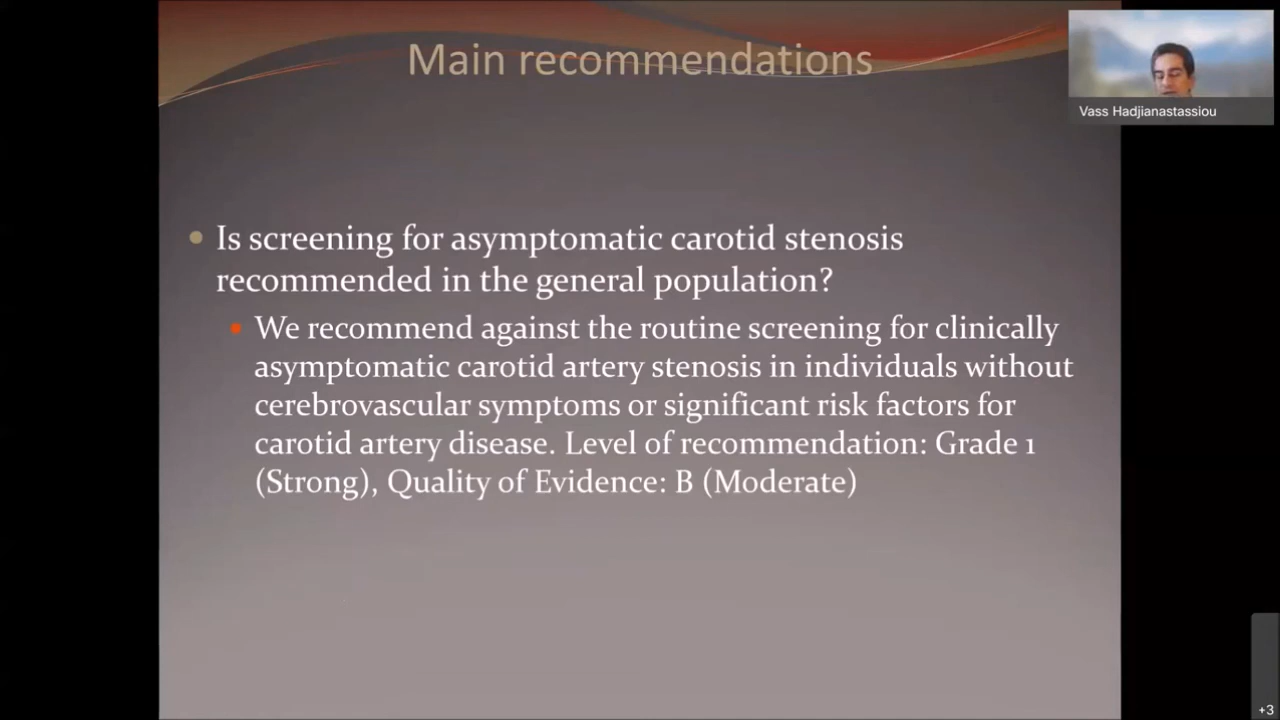 Main recommendations
Vass Hadjianastassiou
Is screening for asymptomatic carotid stenosis
recommended in the general population?
We recommend against the routine screening for clinically
asymptomatic carotid artery stenosis in individuals without
cerebrovascular symptoms or significant risk factors for
carotid artery disease. Level of recommendation: Grade 1
(Strong), Quality of Evidence: B (Moderate)
+3